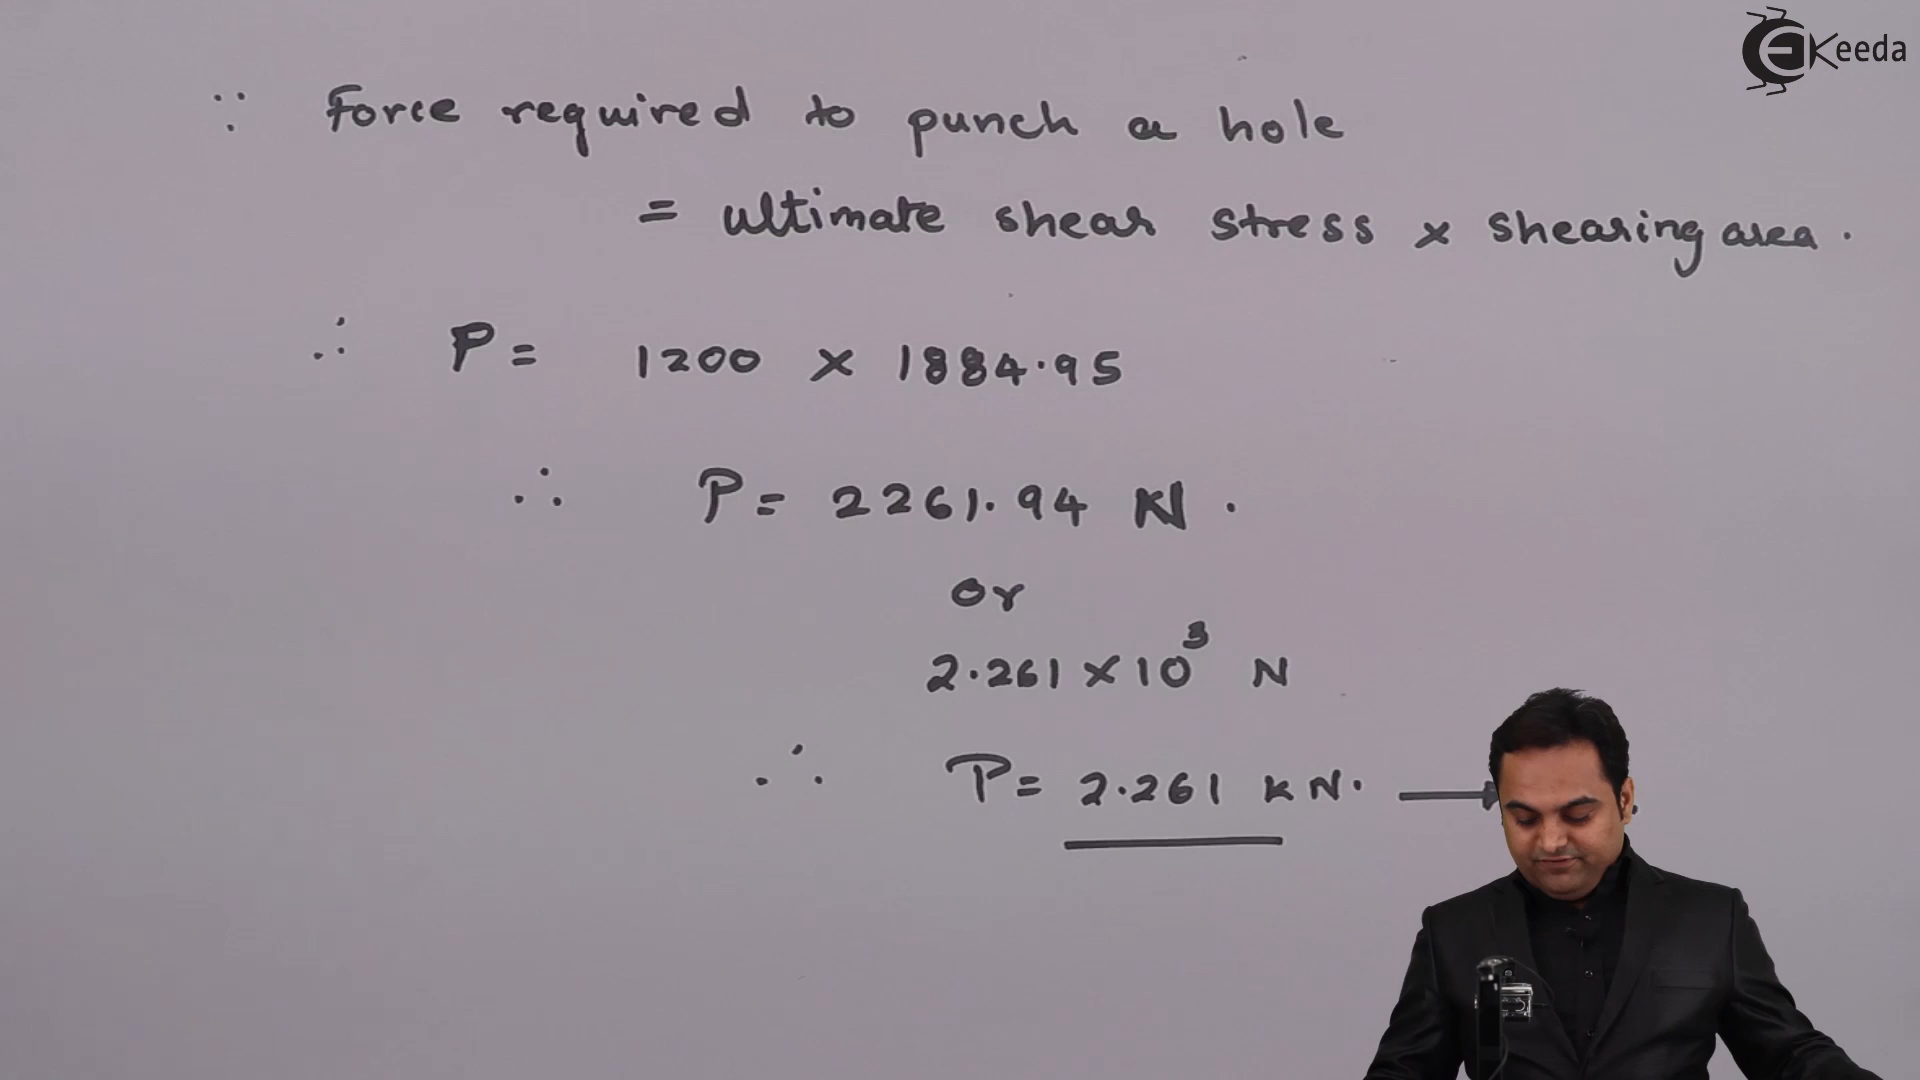 EKeeda
∵ Force required to punch a hole
= ultimate shear stress × shearing area.
∴ P = 1200 × 1884.95
∴ P = 2261.94 KN.
or
2.261 × 10³ N
∴ P = 2.261 kN. →